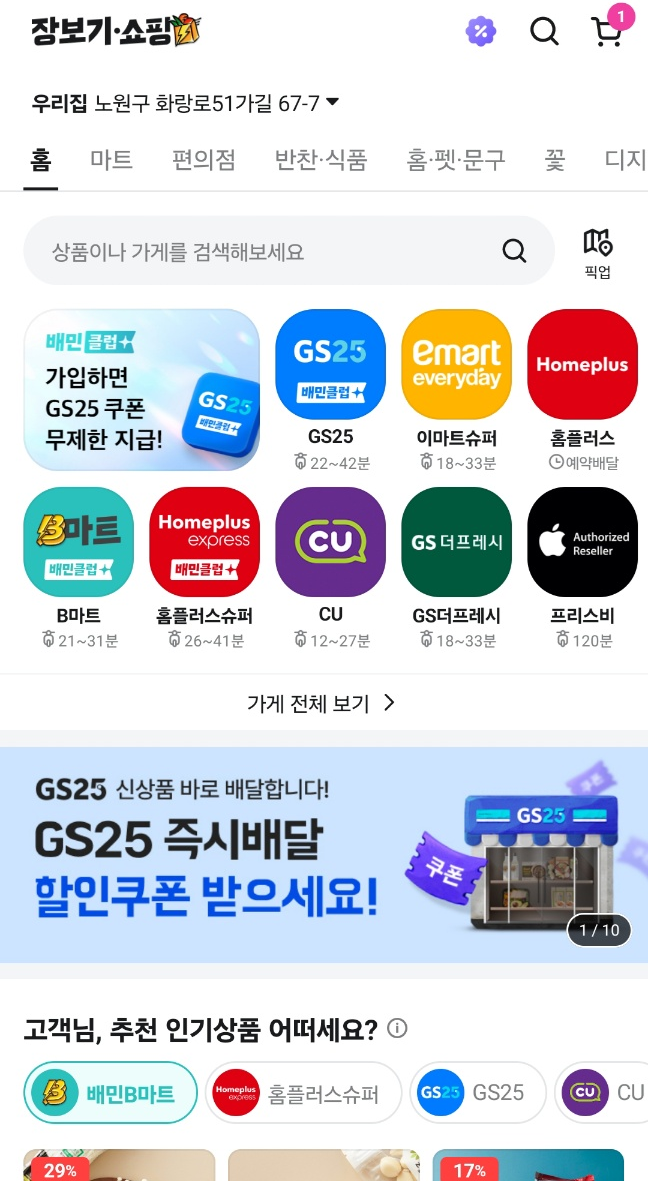 장보기·쇼핑
%
1
우리집 노원구 화랑로51가길 67-7
홈 마트 편의점 반찬·식품 홈·펫·문구 꽃 디지
상품이나 가게를 검색해보세요
픽업
배민클럽
가입하면
GS25 쿠폰
무제한 지급!
GS25
배민클럽
GS25
배민클럽
GS25
22~42분
emart
everyday
이마트슈퍼
18~33분
Homeplus
홈플러스
예약배달
B마트
배민클럽
B마트
21~31분
Homeplus
express
배민클럽
홈플러스슈퍼
26~41분
CU
CU
12~27분
GS더프레시
GS더프레시
18~33분
Authorized
Reseller
프리스비
120분
가게 전체 보기
GS25 신상품 바로 배달합니다!
GS25 즉시배달
할인쿠폰 받으세요!
쿠폰
쿠폰
GS25
1 / 10
고객님, 추천 인기상품 어떠세요?
B 배민B마트
Homeplus
express
홈플러스슈퍼
GS25 GS25
CU CU
29%
17%